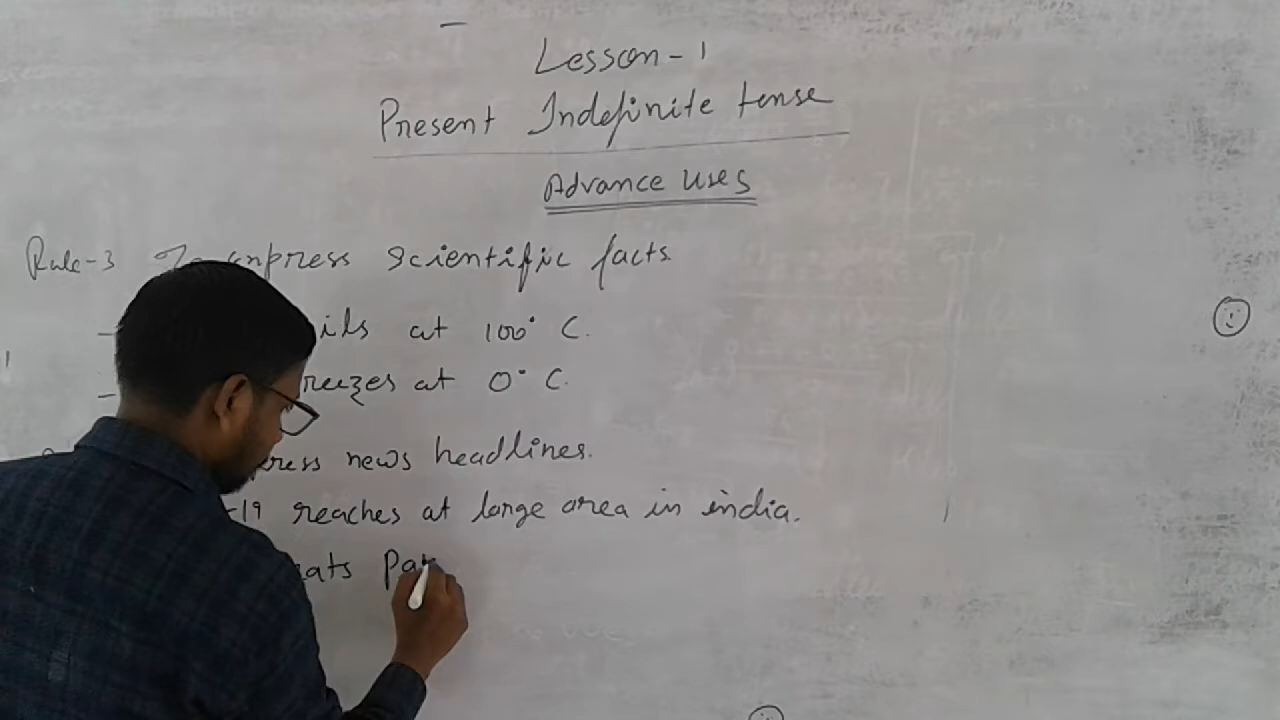 Lesson - 1
Present Indefinite tense
Advance uses
Rule-3 express scientific facts.
- ils at 100° C.
- reezes at 0° C.
ress news headlines.
-19 reaches at large area in india.
ats Pa